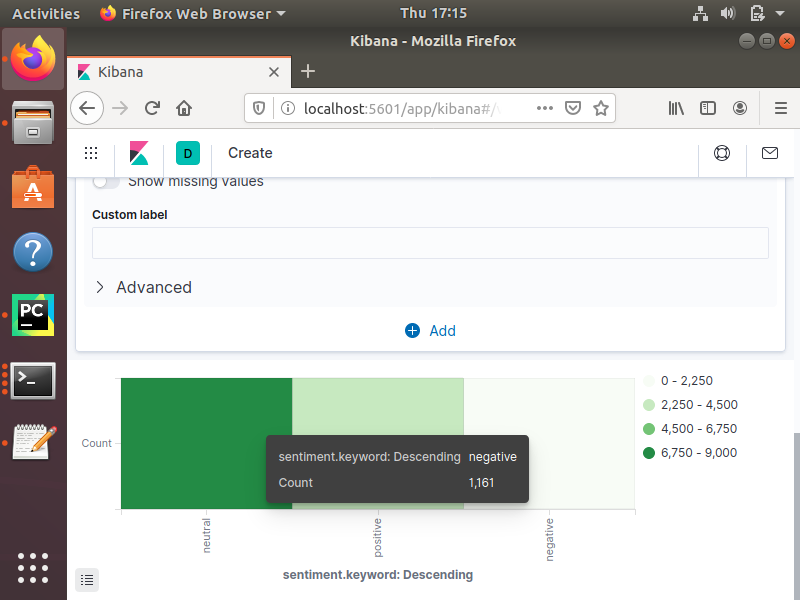 Activities Firefox Web Browser Thu 17:15
Kibana - Mozilla Firefox
Kibana
localhost:5601/app/kibana#/
D Create
Show missing values
Custom label
Advanced
Add
Count
0 - 2,250
2,250 - 4,500
4,500 - 6,750
6,750 - 9,000
sentiment.keyword: Descending negative
Count 1,161
neutral
positive
negative
sentiment.keyword: Descending
PC
>_
?
A